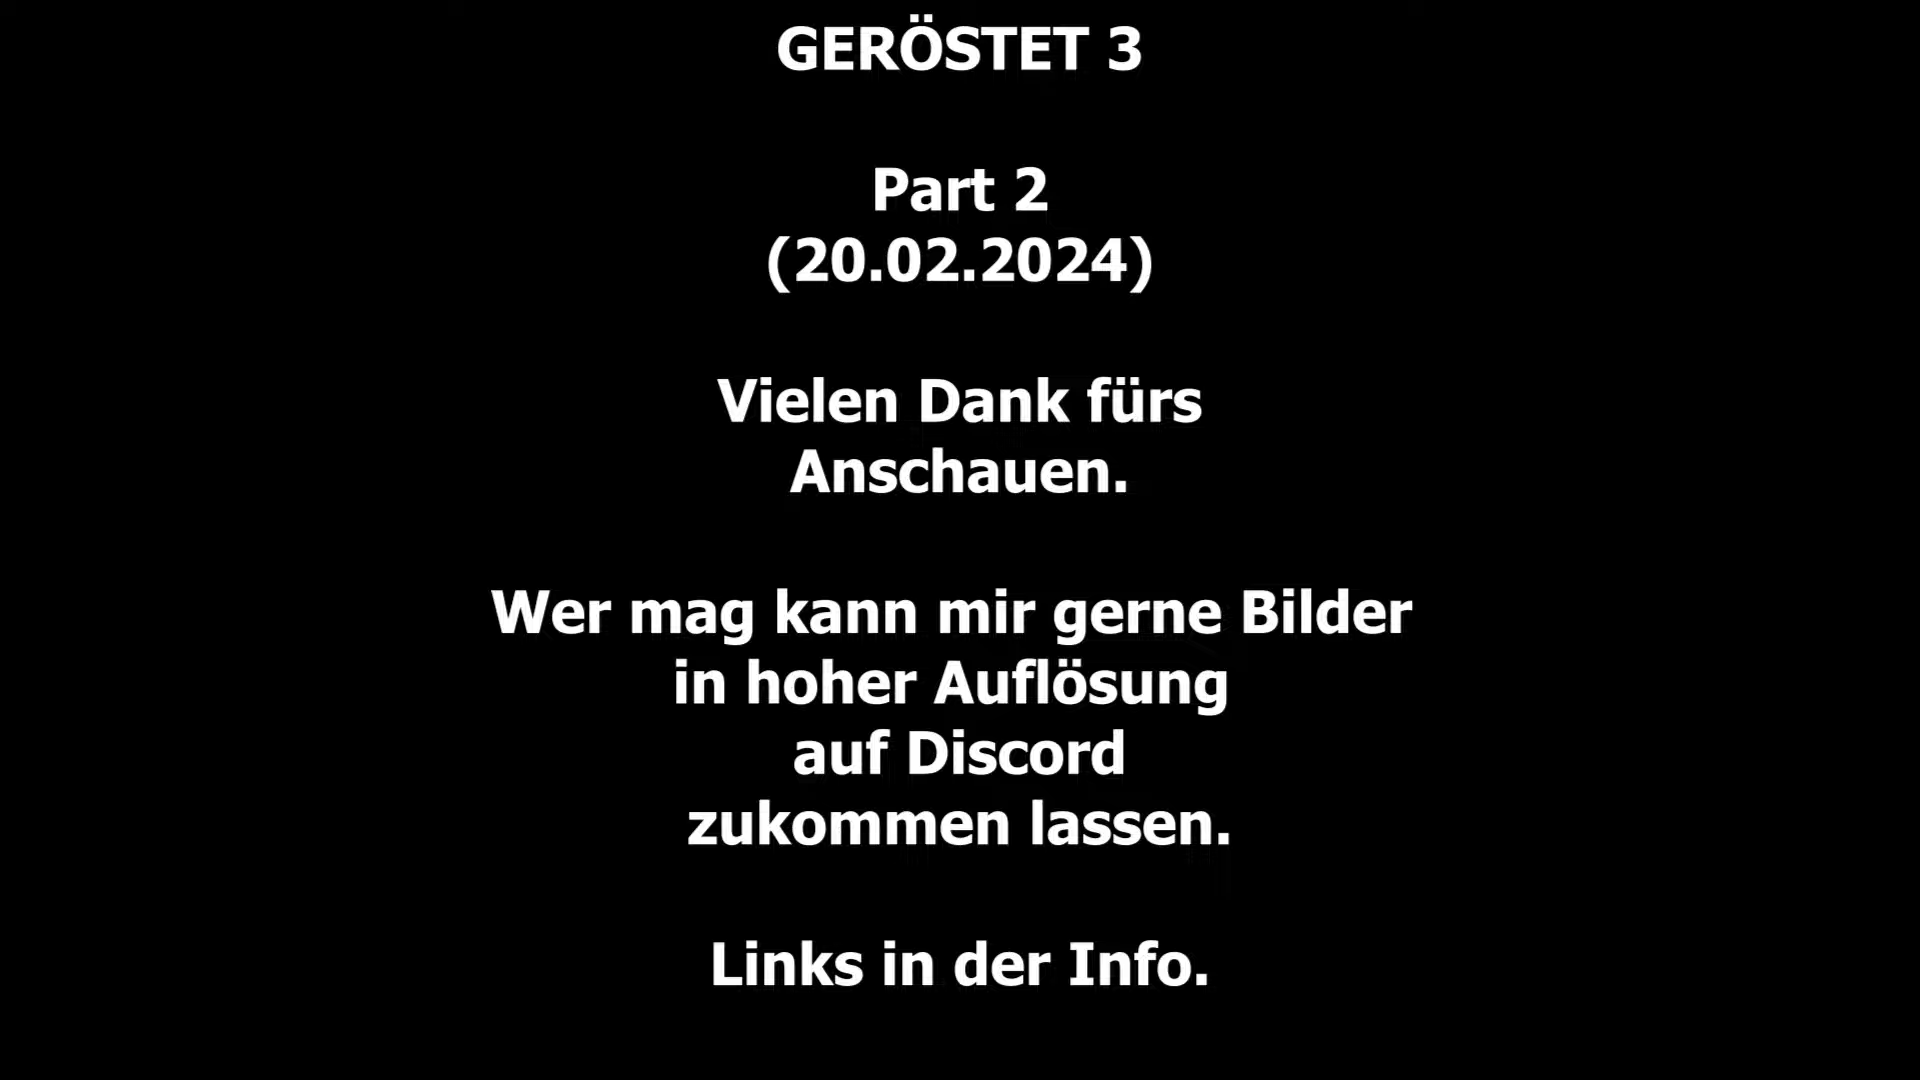 GERÖSTET 3
Part 2
(20.02.2024)
Vielen Dank fürs
Anschauen.
Wer mag kann mir gerne Bilder
in hoher Auflösung
auf Discord
zukommen lassen.
Links in der Info.